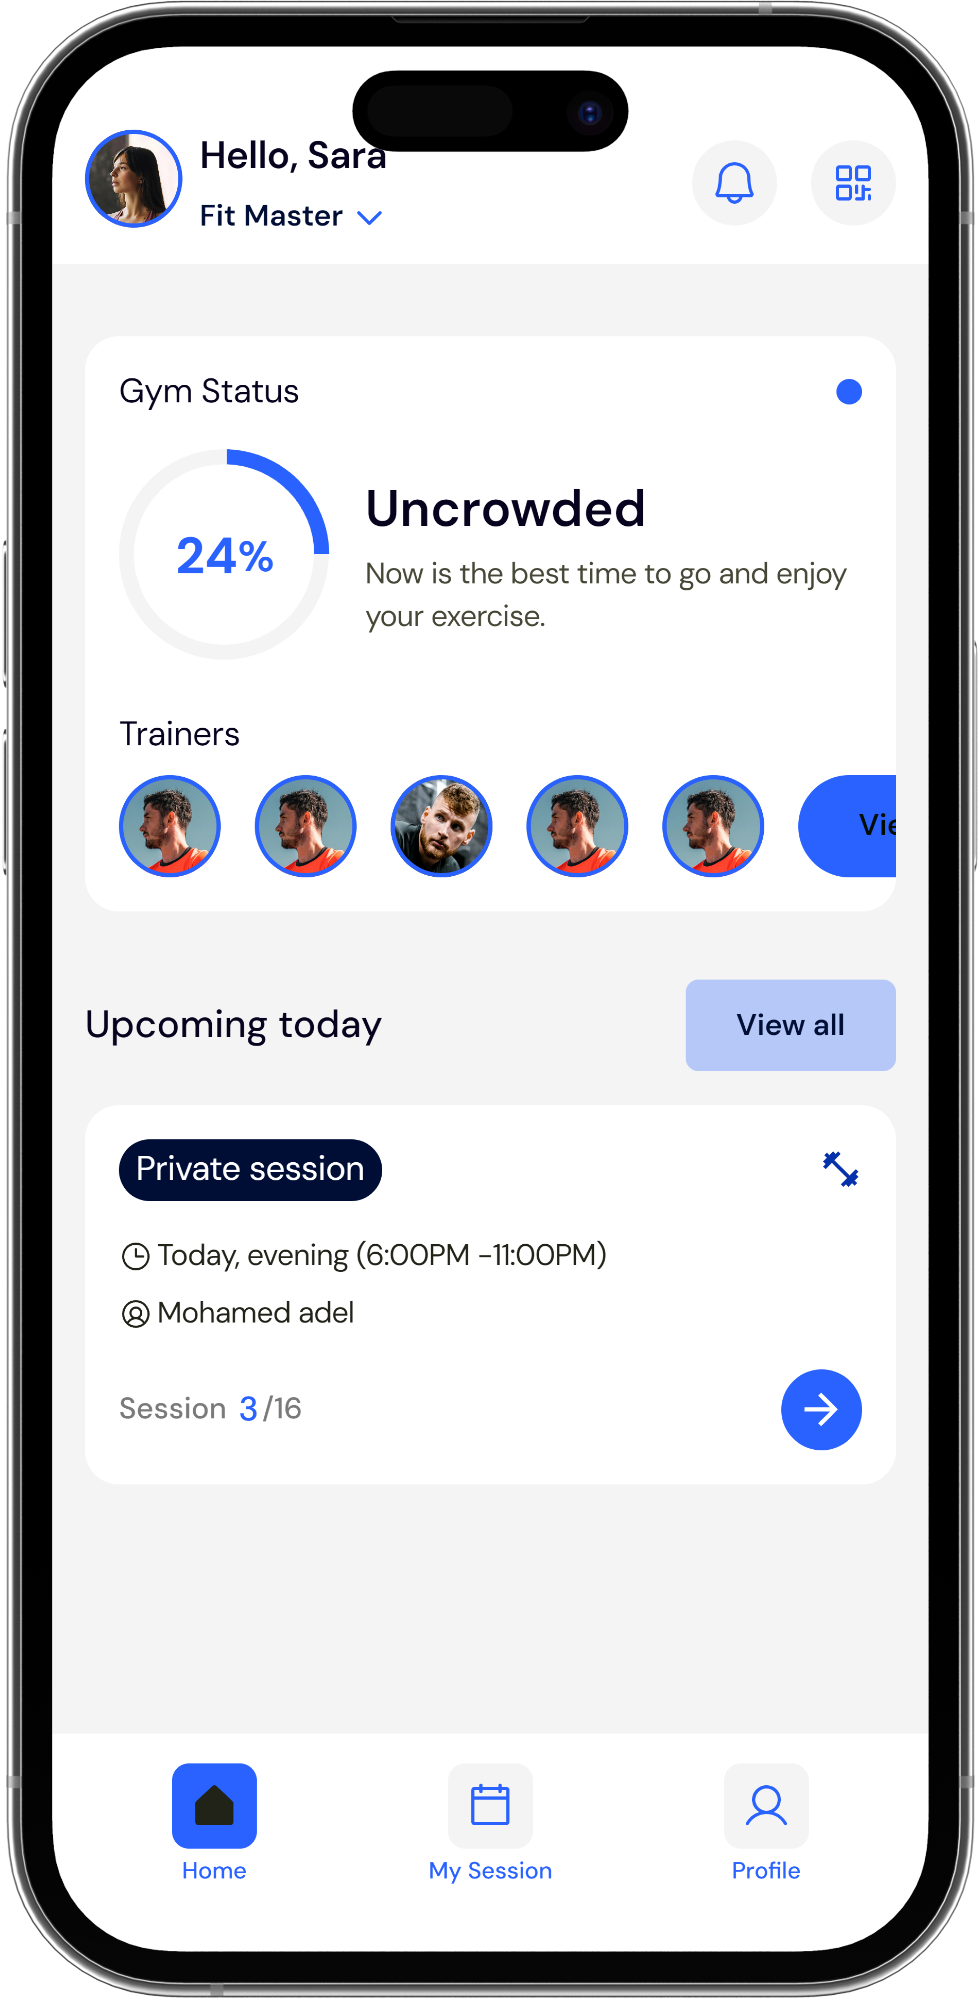 Hello, Sara
Fit Master
Gym Status
24%
Uncrowded
Now is the best time to go and enjoy
your exercise.
Trainers
Vie
Upcoming today
View all
Private session
Today, evening (6:00PM -11:00PM)
Mohamed adel
Session 3/16
Home
My Session
Profile